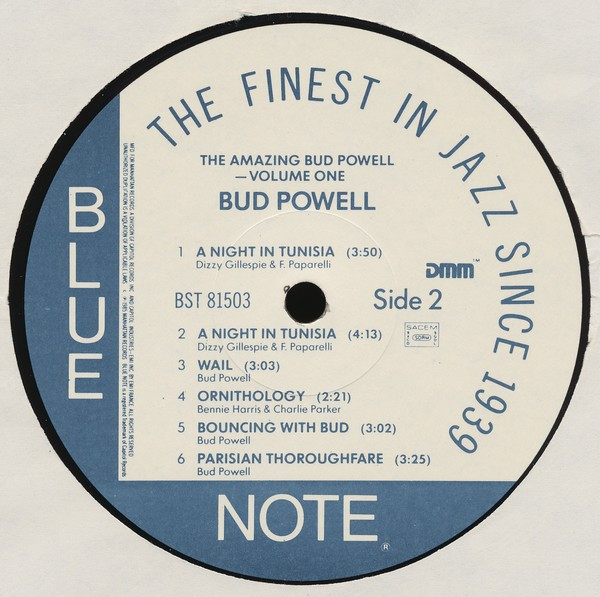 THE FINEST IN JAZZ SINCE 1939
THE AMAZING BUD POWELL
—VOLUME ONE
BUD POWELL
1 A NIGHT IN TUNISIA (3:50)
Dizzy Gillespie & F. Paparelli
DMM™
BST 81503
Side 2
2 A NIGHT IN TUNISIA (4:13)
Dizzy Gillespie & F. Paparelli
SACEM
SDRM
3 WAIL (3:03)
Bud Powell
4 ORNITHOLOGY (2:21)
Bennie Harris & Charlie Parker
5 BOUNCING WITH BUD (3:02)
Bud Powell
6 PARISIAN THOROUGHFARE (3:25)
Bud Powell
BLUE
NOTE®